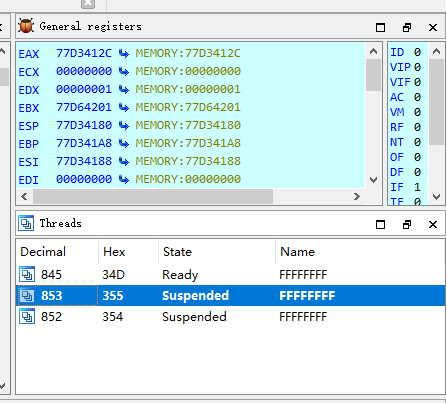 General registers
EAX 77D3412C MEMORY:77D3412C
ECX 00000000 MEMORY:00000000
EDX 00000001 MEMORY:00000001
EBX 77D64201 MEMORY:77D64201
ESP 77D34180 MEMORY:77D34180
EBP 77D341A8 MEMORY:77D341A8
ESI 77D34188 MEMORY:77D34188
EDI 00000000 MEMORY:00000000
ID 0
VIP 0
VIF 0
AC 0
VM 0
RF 0
NT 0
OF 0
DF 0
IF 1
Threads
Decimal Hex State Name
845 34D Ready FFFFFFFF
853 355 Suspended FFFFFFFF
852 354 Suspended FFFFFFFF